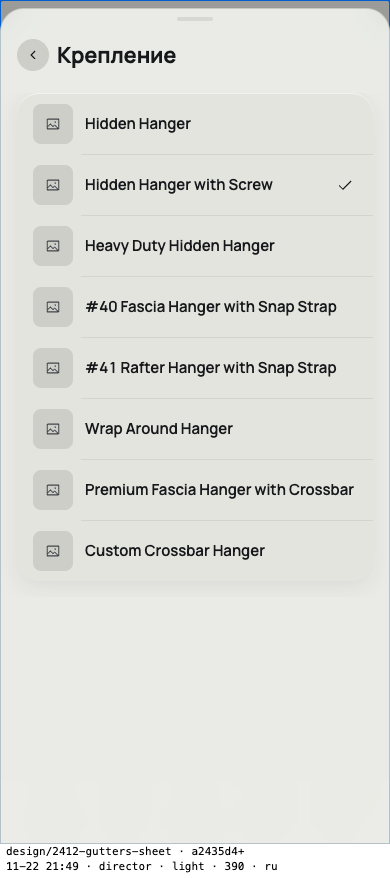 Крепление
Hidden Hanger
Hidden Hanger with Screw
Heavy Duty Hidden Hanger
#40 Fascia Hanger with Snap Strap
#41 Rafter Hanger with Snap Strap
Wrap Around Hanger
Premium Fascia Hanger with Crossbar
Custom Crossbar Hanger
design/2412-gutters-sheet · a2435d4+
11-22 21:49 · director · light · 390 · ru